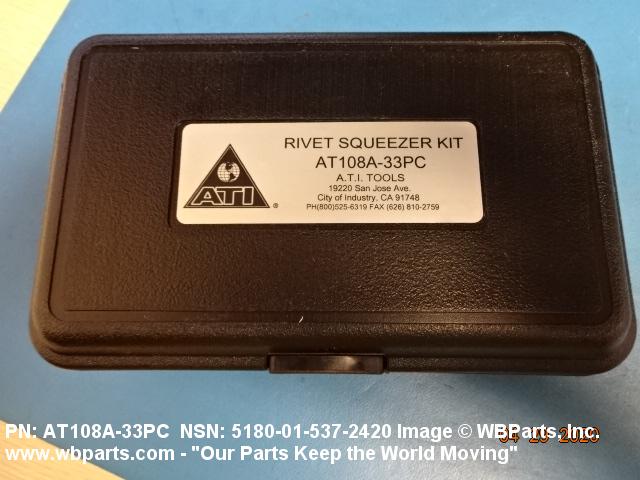 RIVET SQUEEZER KIT
AT108A-33PC
A.T.I. TOOLS
19220 San Jose Ave.
City of Industry, CA 91748
PH(800)525-6319 FAX (626) 810-2759
ATI ®
PN: AT108A-33PC NSN: 5180-01-537-2420 Image © WBParts, Inc.
www.wbparts.com - "Our Parts Keep the World Moving"